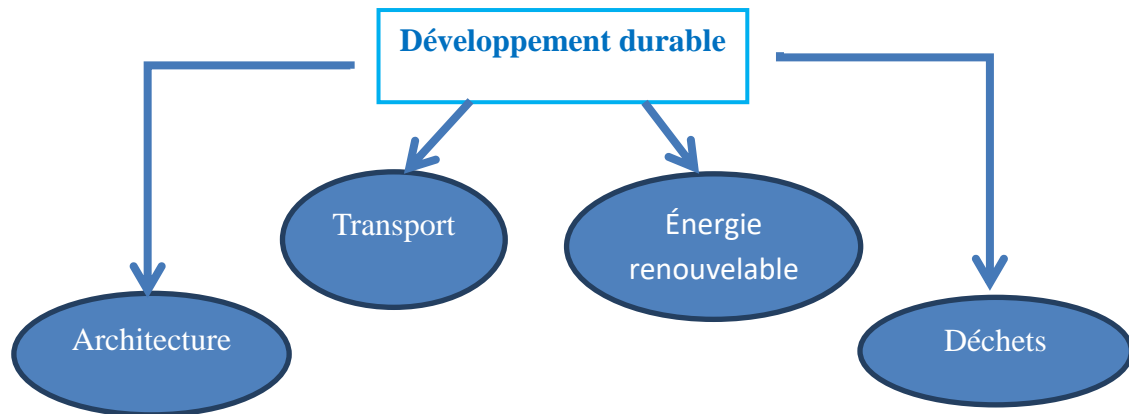 Développement durable
Transport
Énergie
renouvelable
Architecture
Déchets